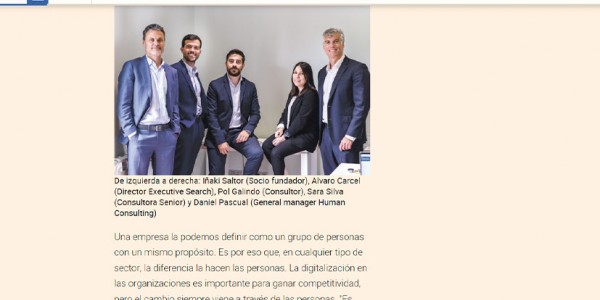 De izquierda a derecha: Iñaki Saltor (Socio fundador), Alvaro Carcel
(Director Executive Search), Pol Galindo (Consultor), Sara Silva
(Consultora Senior) y Daniel Pascual (General manager Human
Consulting)
Una empresa la podemos definir como un grupo de personas
con un mismo propósito. Es por eso que, en cualquier tipo de
sector, la diferencia la hacen las personas. La digitalización en
las organizaciones es importante para ganar competitividad,
pero el cambio siempre viene a través de las personas. "Es